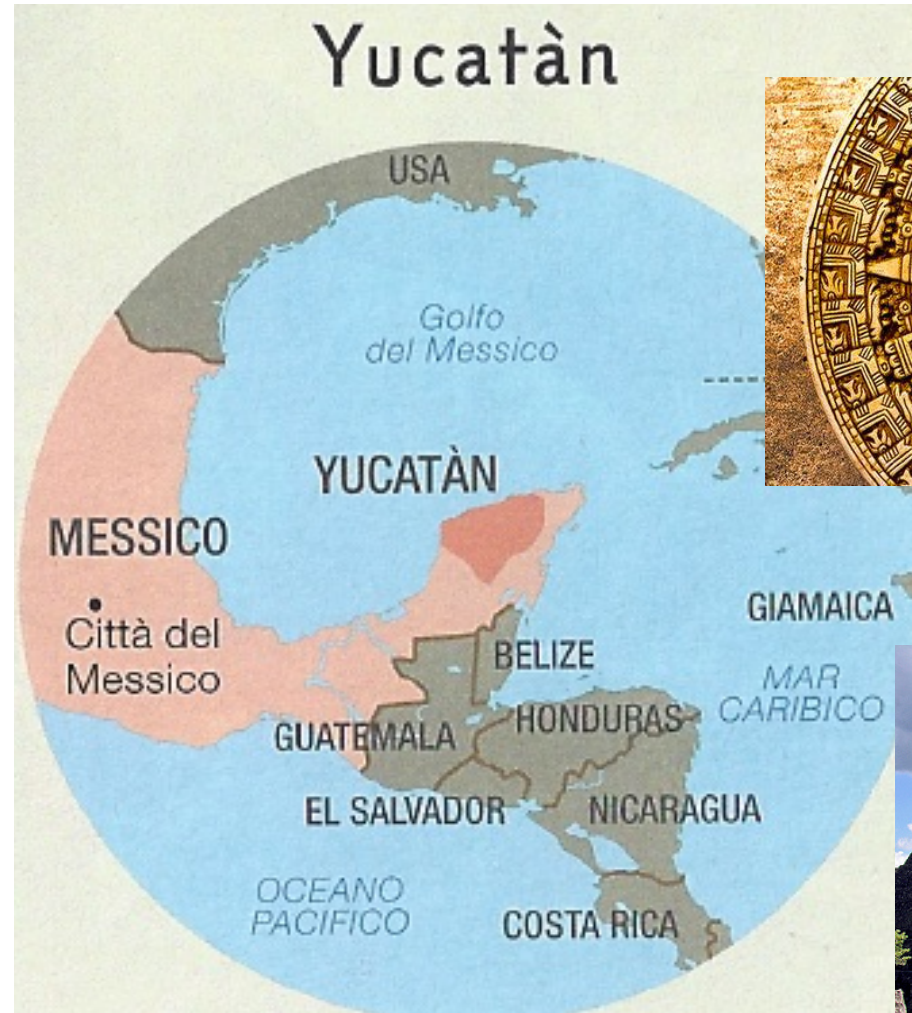 Yucatàn
USA
Golfo
del Messico
YUCATÀN
MESSICO
Città del
Messico
GIAMAICA
BELIZE
MAR
CARIBICO
HONDURAS
GUATEMALA
EL SALVADOR
NICARAGUA
OCEANO
PACIFICO
COSTA RICA